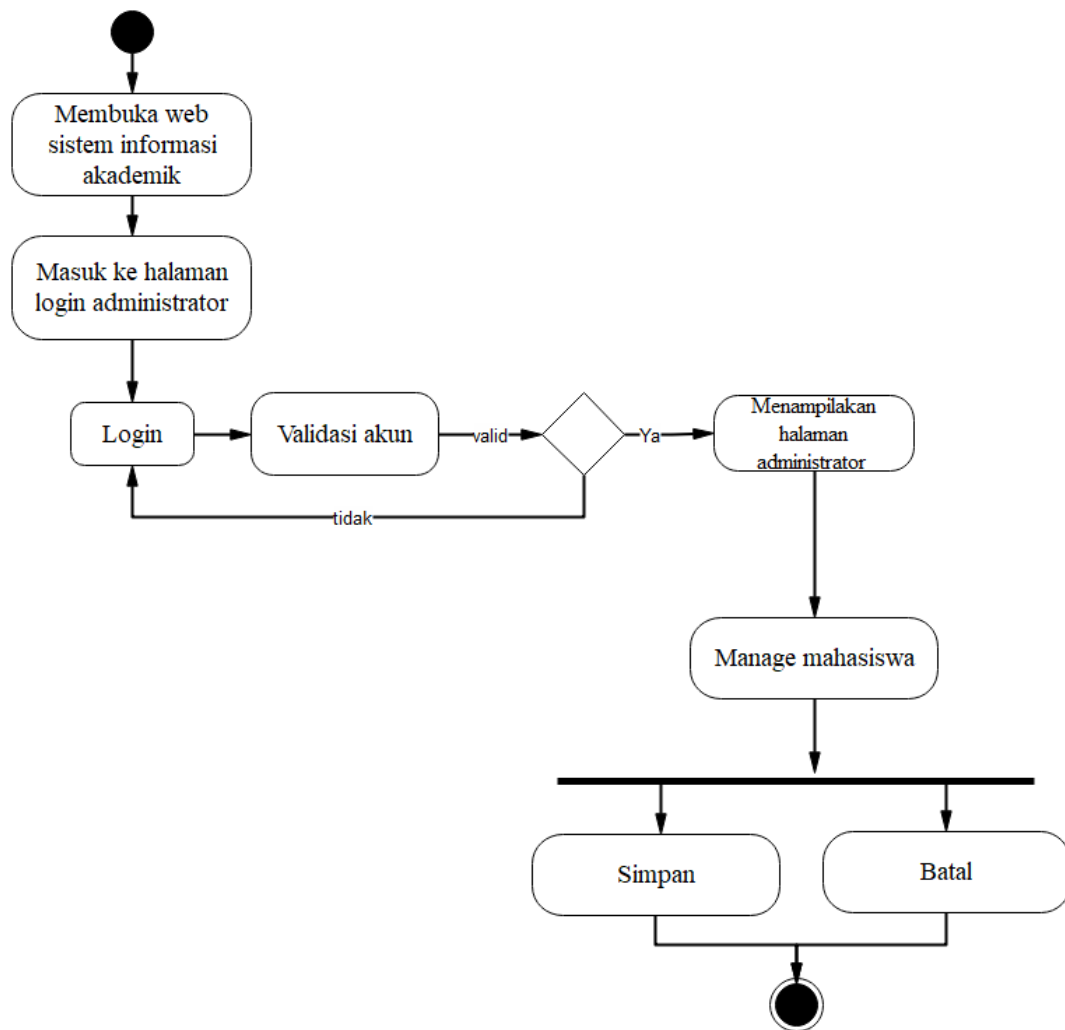 Membuka web
sistem informasi
akademik
Masuk ke halaman
login administrator
Login
Validasi akun
valid
Ya
Menampilakan
halaman
administrator
tidak
Manage mahasiswa
Simpan
Batal